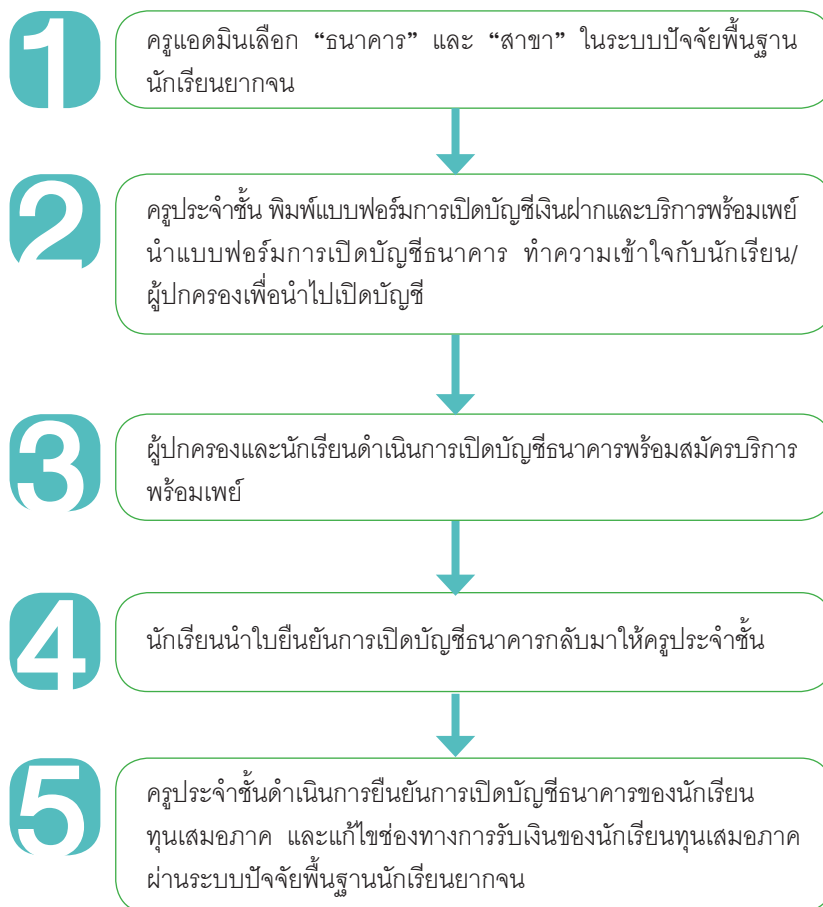 1
ครูแอดมินเลือก “ธนาคาร” และ “สาขา” ในระบบปัจจัยพื้นฐาน
นักเรียนยากจน
2
ครูประจำชั้น พิมพ์แบบฟอร์มการเปิดบัญชีเงินฝากและบริการพร้อมเพย์
นำแบบฟอร์มการเปิดบัญชีธนาคาร ทำความเข้าใจกับนักเรียน/
ผู้ปกครองเพื่อนำไปเปิดบัญชี
3
ผู้ปกครองและนักเรียนดำเนินการเปิดบัญชีธนาคารพร้อมสมัครบริการ
พร้อมเพย์
4
นักเรียนนำใบยืนยันการเปิดบัญชีธนาคารกลับมาให้ครูประจำชั้น
5
ครูประจำชั้นดำเนินการยืนยันการเปิดบัญชีธนาคารของนักเรียน
ทุนเสมอภาค และแก้ไขช่องทางการรับเงินของนักเรียนทุนเสมอภาค
ผ่านระบบปัจจัยพื้นฐานนักเรียนยากจน